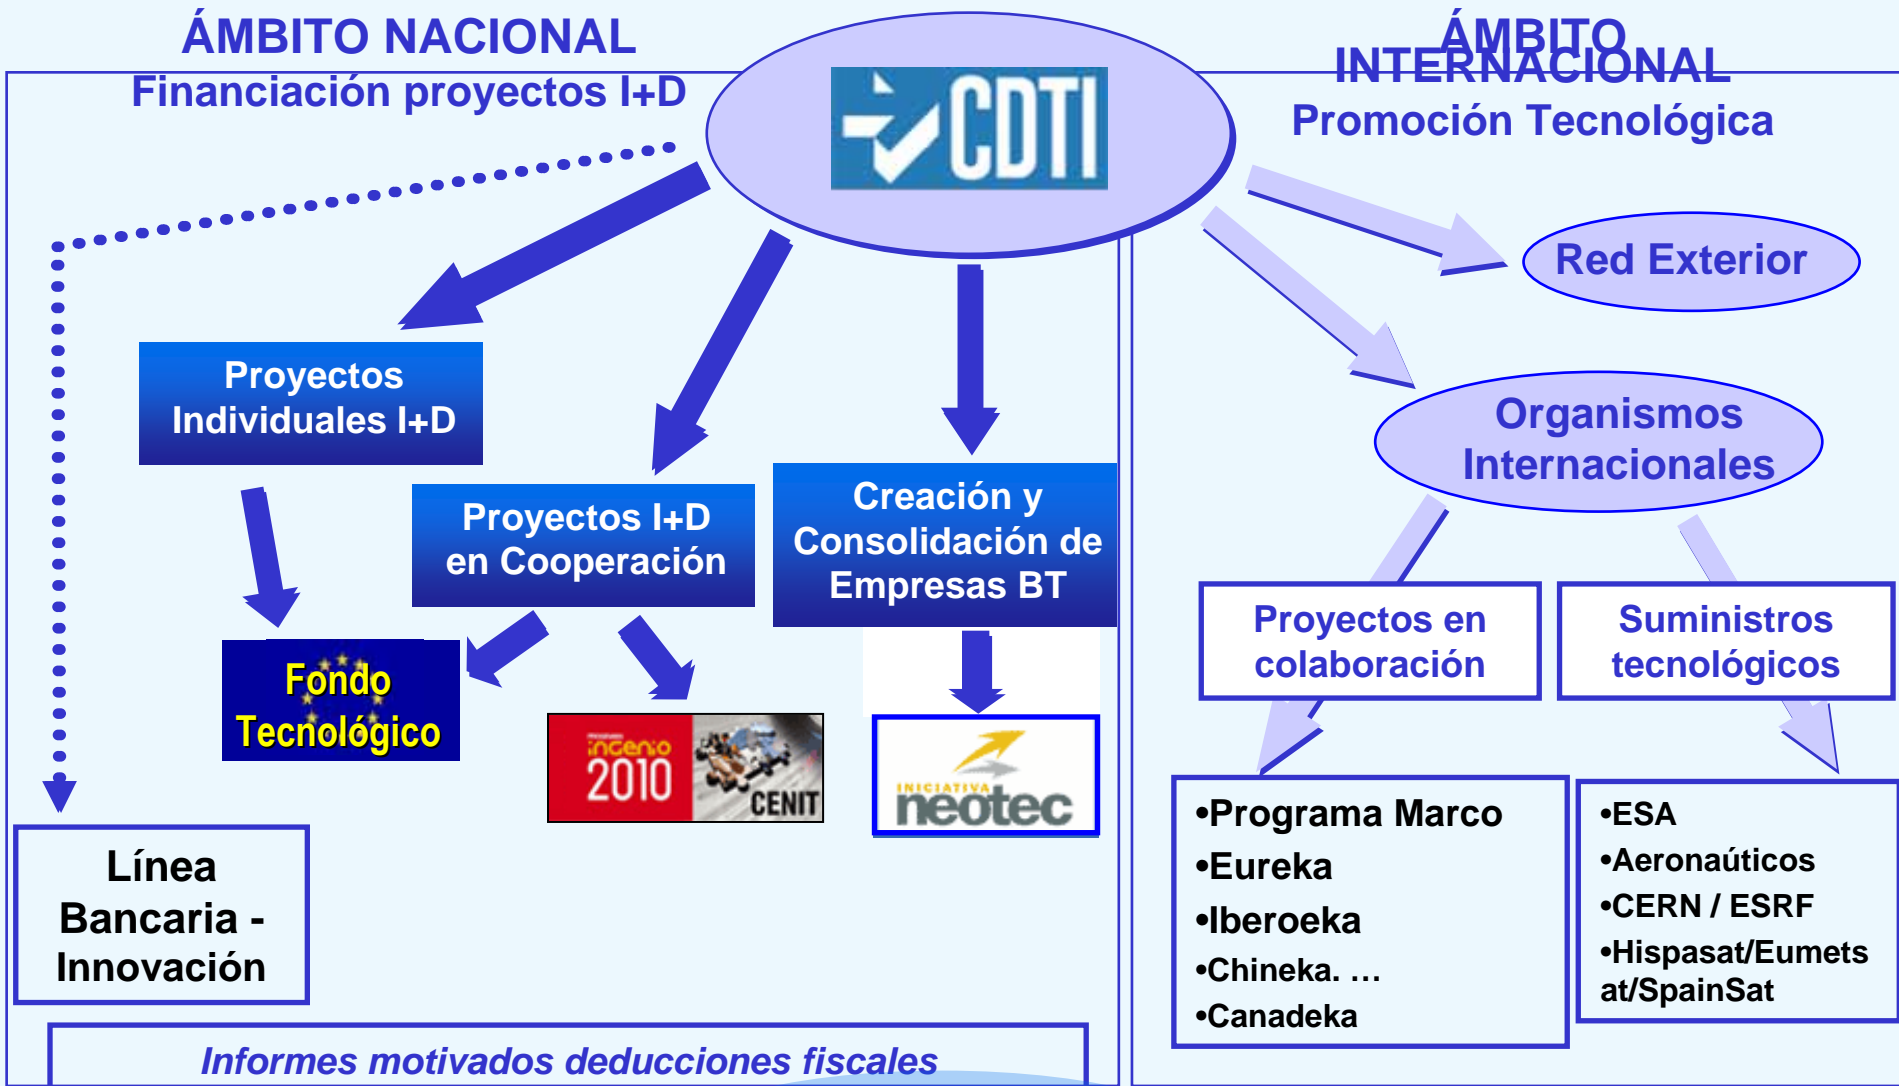 ÁMBITO NACIONAL
Financiación proyectos I+D
CDTI
ÁMBITO
INTERNACIONAL
Promoción Tecnológica
Red Exterior
Organismos
Internacionales
Proyectos
Individuales I+D
Proyectos I+D
en Cooperación
Creación y
Consolidación de
Empresas BT
Fondo
Tecnológico
PROGRAMA
ingenio
2010
CENIT
INICIATIVA
neotec
Línea
Bancaria -
Innovación
Proyectos en
colaboración
Suministros
tecnológicos
•Programa Marco
•Eureka
•Iberoeka
•Chineka. …
•Canadeka
•ESA
•Aeronaúticos
•CERN / ESRF
•Hispasat/Eumets
at/SpainSat
Informes motivados deducciones fiscales